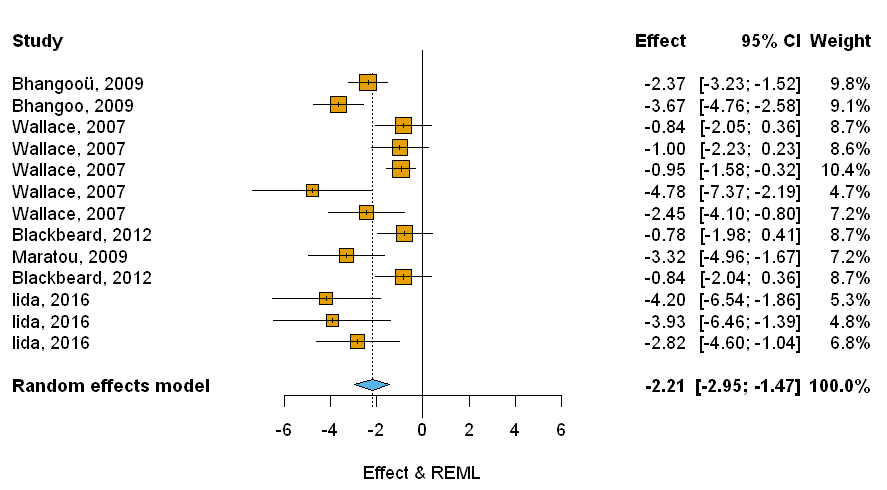 Study Effect 95% CI Weight
Bhangooü, 2009 -2.37 [-3.23; -1.52] 9.8%
Bhangoo, 2009 -3.67 [-4.76; -2.58] 9.1%
Wallace, 2007 -0.84 [-2.05; 0.36] 8.7%
Wallace, 2007 -1.00 [-2.23; 0.23] 8.6%
Wallace, 2007 -0.95 [-1.58; -0.32] 10.4%
Wallace, 2007 -4.78 [-7.37; -2.19] 4.7%
Wallace, 2007 -2.45 [-4.10; -0.80] 7.2%
Blackbeard, 2012 -0.78 [-1.98; 0.41] 8.7%
Maratou, 2009 -3.32 [-4.96; -1.67] 7.2%
Blackbeard, 2012 -0.84 [-2.04; 0.36] 8.7%
Iida, 2016 -4.20 [-6.54; -1.86] 5.3%
Iida, 2016 -3.93 [-6.46; -1.39] 4.8%
Iida, 2016 -2.82 [-4.60; -1.04] 6.8%
Random effects model -2.21 [-2.95; -1.47] 100.0%
-6 -4 -2 0 2 4 6
Effect & REML